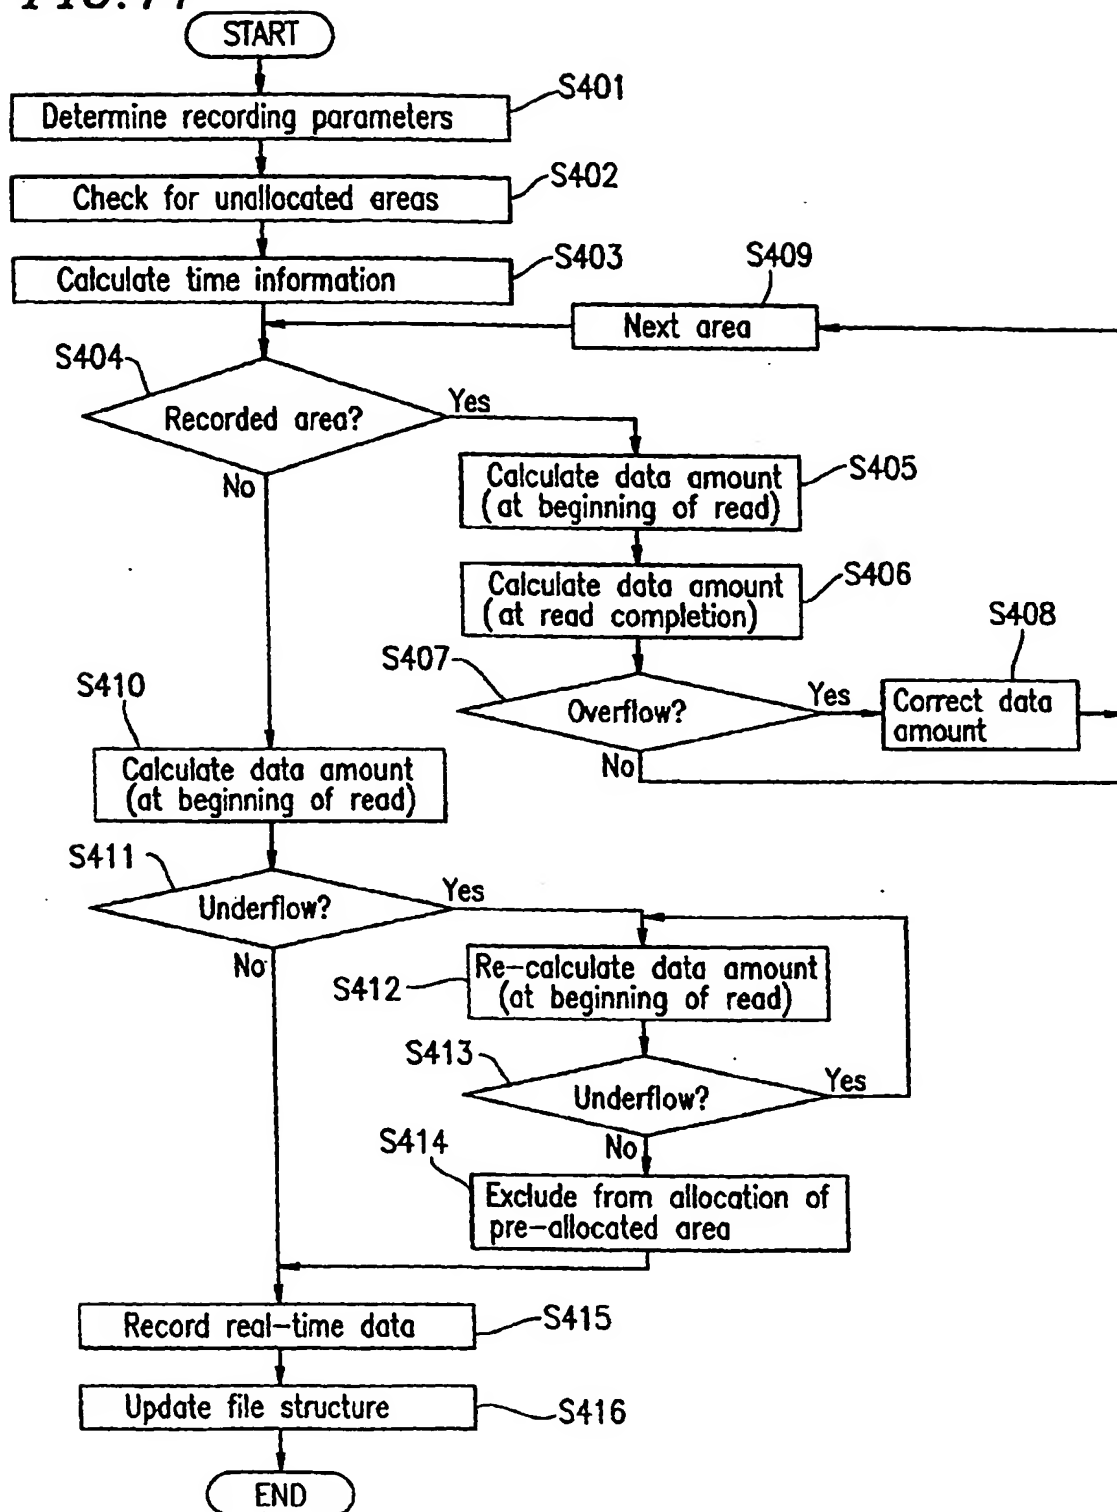 START
S401
Determine recording parameters
S402
Check for unallocated areas
S403
Calculate time information
S409
Next area
S404
Recorded area?
Yes
No
S405
Calculate data amount
(at beginning of read)
S406
Calculate data amount
(at read completion)
S407
Overflow?
Yes
No
S408
Correct data
amount
S410
Calculate data amount
(at beginning of read)
S411
Underflow?
Yes
No
S412
Re-calculate data amount
(at beginning of read)
S413
Underflow?
Yes
No
S414
Exclude from allocation of
pre-allocated area
S415
Record real-time data
S416
Update file structure
END